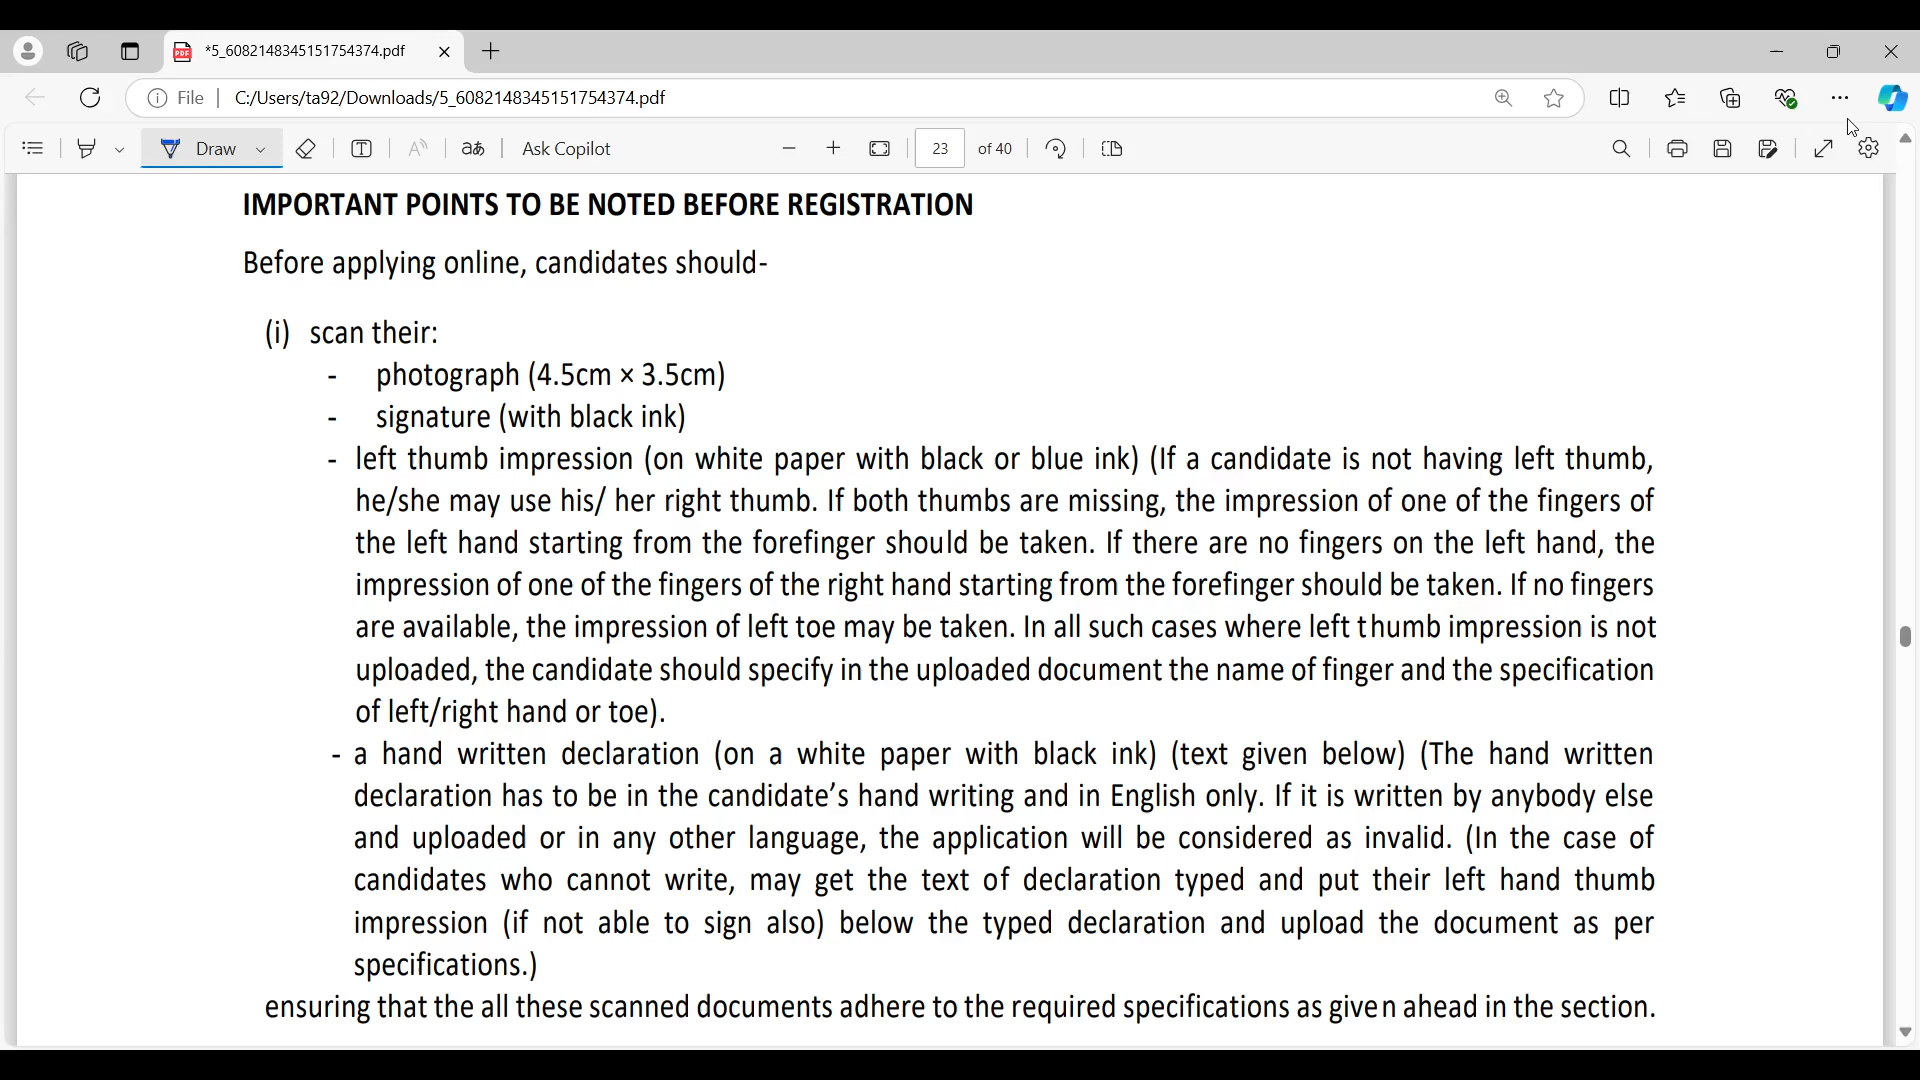 *5_6082148345151754374.pdf
File | C:/Users/ta92/Downloads/5_6082148345151754374.pdf
Draw aあ Ask Copilot 23 of 40
IMPORTANT POINTS TO BE NOTED BEFORE REGISTRATION
Before applying online, candidates should-
(i) scan their:
- photograph (4.5cm × 3.5cm)
- signature (with black ink)
- left thumb impression (on white paper with black or blue ink) (If a candidate is not having left thumb,
he/she may use his/ her right thumb. If both thumbs are missing, the impression of one of the fingers of
the left hand starting from the forefinger should be taken. If there are no fingers on the left hand, the
impression of one of the fingers of the right hand starting from the forefinger should be taken. If no fingers
are available, the impression of left toe may be taken. In all such cases where left thumb impression is not
uploaded, the candidate should specify in the uploaded document the name of finger and the specification
of left/right hand or toe).
- a hand written declaration (on a white paper with black ink) (text given below) (The hand written
declaration has to be in the candidate’s hand writing and in English only. If it is written by anybody else
and uploaded or in any other language, the application will be considered as invalid. (In the case of
candidates who cannot write, may get the text of declaration typed and put their left hand thumb
impression (if not able to sign also) below the typed declaration and upload the document as per
specifications.)
ensuring that the all these scanned documents adhere to the required specifications as given ahead in the section.